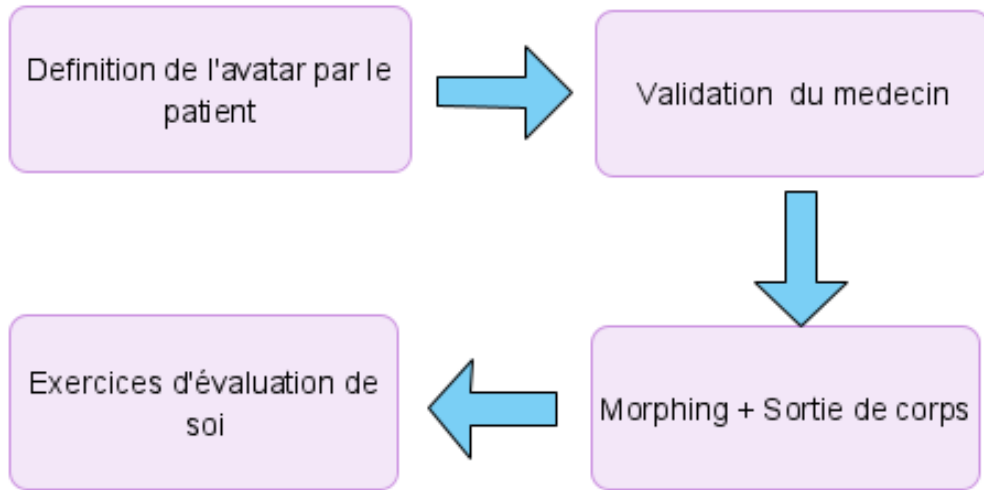 Definition de l'avatar par le
patient
Validation du medecin
Morphing + Sortie de corps
Exercices d'évaluation de
soi